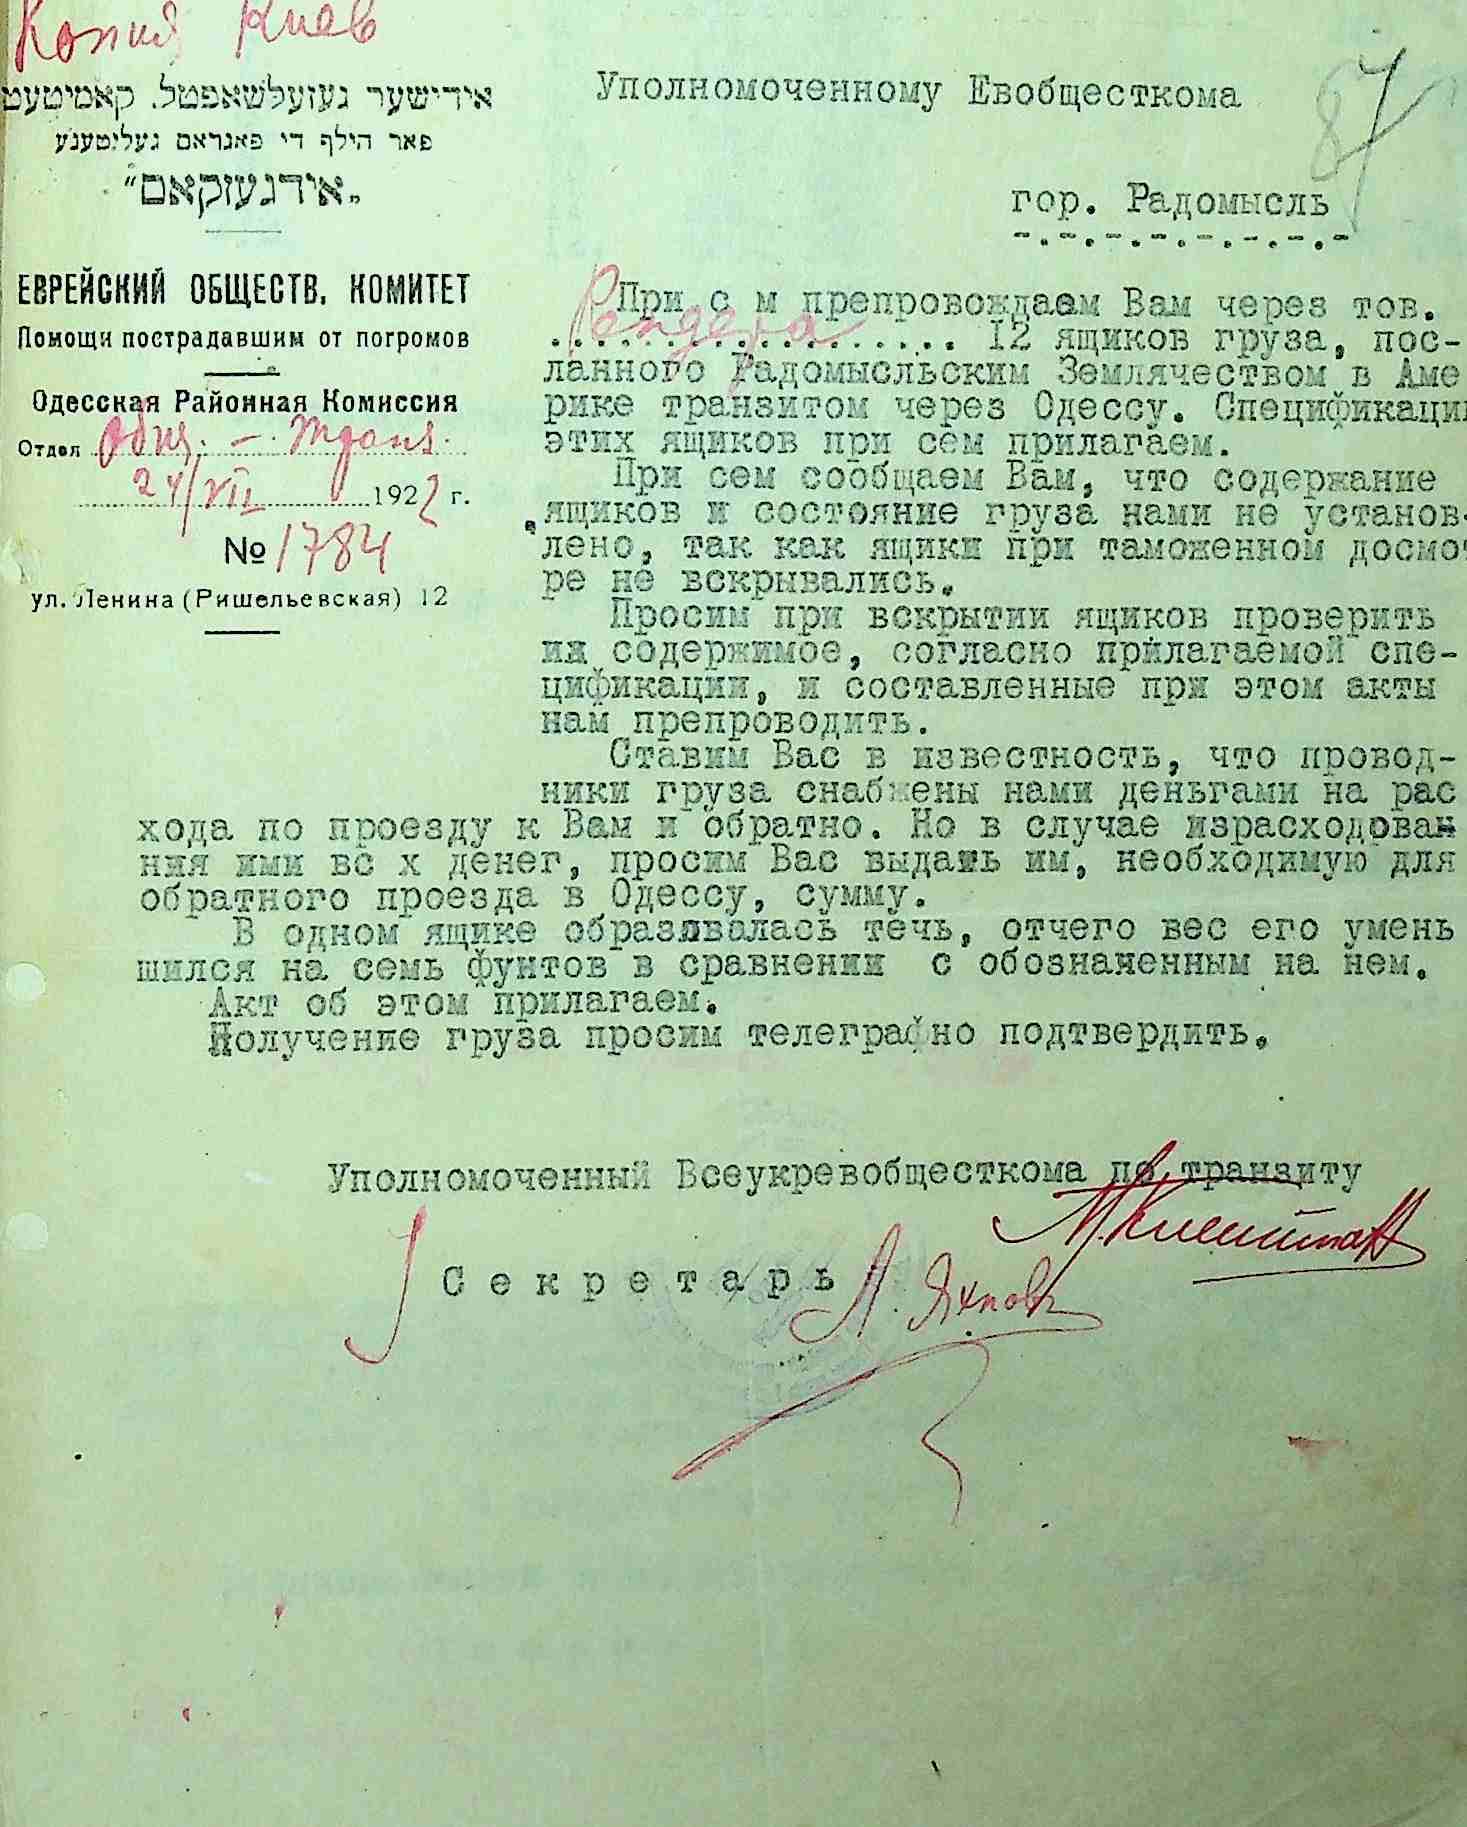 Копия Киев
אידישער געזעלשאפטל. קאמיטעט
פאר הילף די פאגראם געליטענע
„אידגעזקאם“
ЕВРЕЙСКИЙ ОБЩЕСТВ. КОМИТЕТ
Помощи пострадавшим от погромов
Одесская Районная Комиссия
Отдел Общ. -
24/VII 1922 г.
№ 1784
ул. Ленина (Ришельевская) 12
87
Уполномоченному Евобщесткома
гор. Радомысль
При с м препровождаем Вам через тов.
Рендера 12 ящиков груза, пос-
ланного Радомысльским Землячеством в Аме
рике транзитом через Одессу. Спецификации
этих ящиков при сем прилагаем.
При сем сообщаем Вам, что содержание
ящиков и состояние груза нами не установ-
лено, так как ящики при таможенном досмот
ре не вскрывались.
Просим при вскрытии ящиков проверить
их содержимое, согласно прилагаемой спе-
цификации, и составленные при этом акты
нам препроводить.
Ставим Вас в известность, что провод-
ники груза снабжены нами деньгами на рас
хода по проезду к Вам и обратно. Но в случае израсходован
ния ими вс х денег, просим Вас выдать им, необходимую для
обратного проезда в Одессу, сумму.
В одном ящике образовалась течь, отчего вес его умень
шился на семь фунтов в сравнении с обозначенным на нем.
Акт об этом прилагаем.
Получение груза просим телеграфно подтвердить.
Уполномоченный Всеукревобщесткома по транзиту
Секретарь